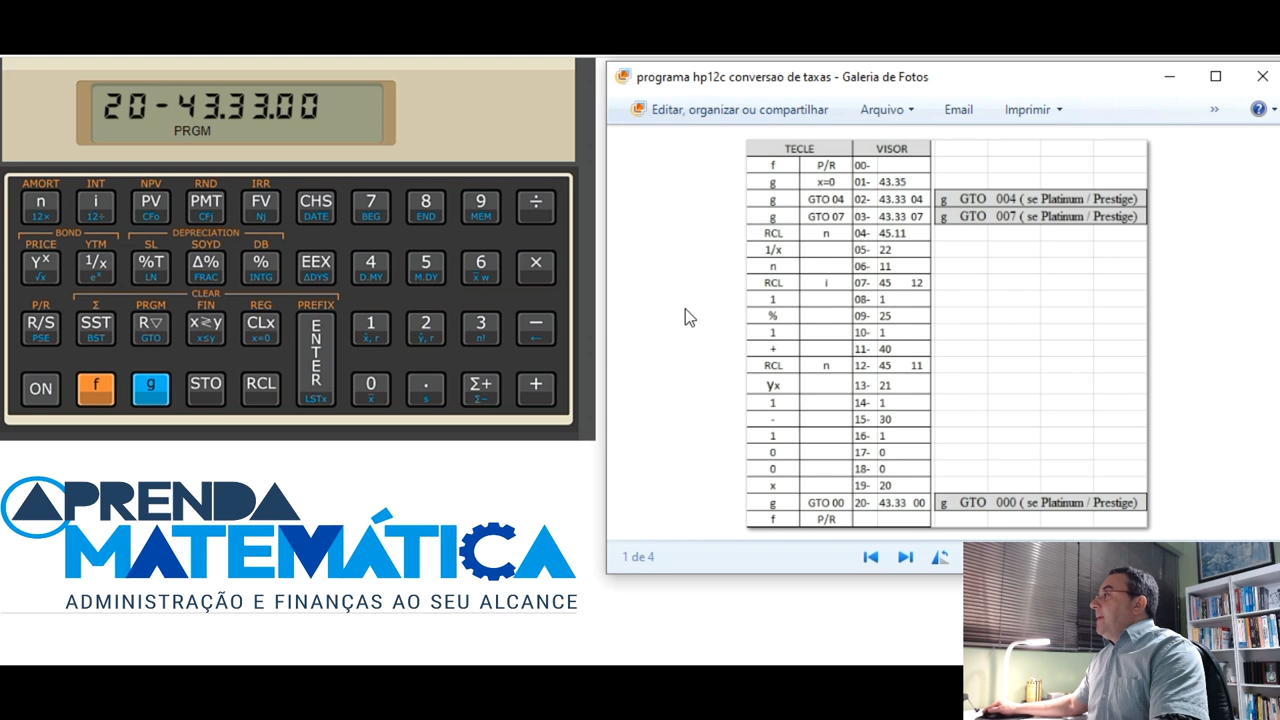 20-43.33.00
PRGM
AMORT INT NPV RND IRR
n i PV PMT FV CHS 7 8 9 ÷
12× 12÷ CFo CFj Nj DATE BEG END MEM
BOND DEPRECIATION
PRICE YTM SL SOYD DB
Yˣ 1/x %T Δ% % EEX 4 5 6 ×
√x eˣ LN FRAC INTG ΔDYS D.MY M.DY x̄ w
CLEAR
P/R Σ PRGM FIN REG PREFIX
R/S SST R▽ x≷y CLx ENTER 1 2 3 −
PSE BST GTO x≤y x=0 x̂, r ŷ, r n! ←
ON f g STO RCL LSTx 0 . Σ+ +
x̄ s Σ−
APRENDA
MATEMÁTICA
ADMINISTRAÇÃO E FINANÇAS AO SEU ALCANCE
programa hp12c conversao de taxas - Galeria de Fotos
Editar, organizar ou compartilhar Arquivo Email Imprimir »
TECLE VISOR
f P/R 00-
g x=0 01- 43.35
g GTO 04 02- 43.33 04 g GTO 004 ( se Platinum / Prestige)
g GTO 07 03- 43.33 07 g GTO 007 ( se Platinum / Prestige)
RCL n 04- 45.11
1/x 05- 22
n 06- 11
RCL i 07- 45 12
1 08- 1
% 09- 25
1 10- 1
+ 11- 40
RCL n 12- 45 11
yx 13- 21
1 14- 1
- 15- 30
1 16- 1
0 17- 0
0 18- 0
x 19- 20
g GTO 00 20- 43.33 00 g GTO 000 ( se Platinum / Prestige)
f P/R
1 de 4